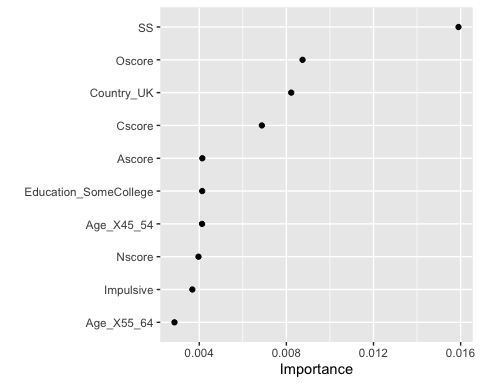 SS
Oscore
Country_UK
Cscore
Ascore
Education_SomeCollege
Age_X45_54
Nscore
Impulsive
Age_X55_64
0.004 0.008 0.012 0.016
Importance